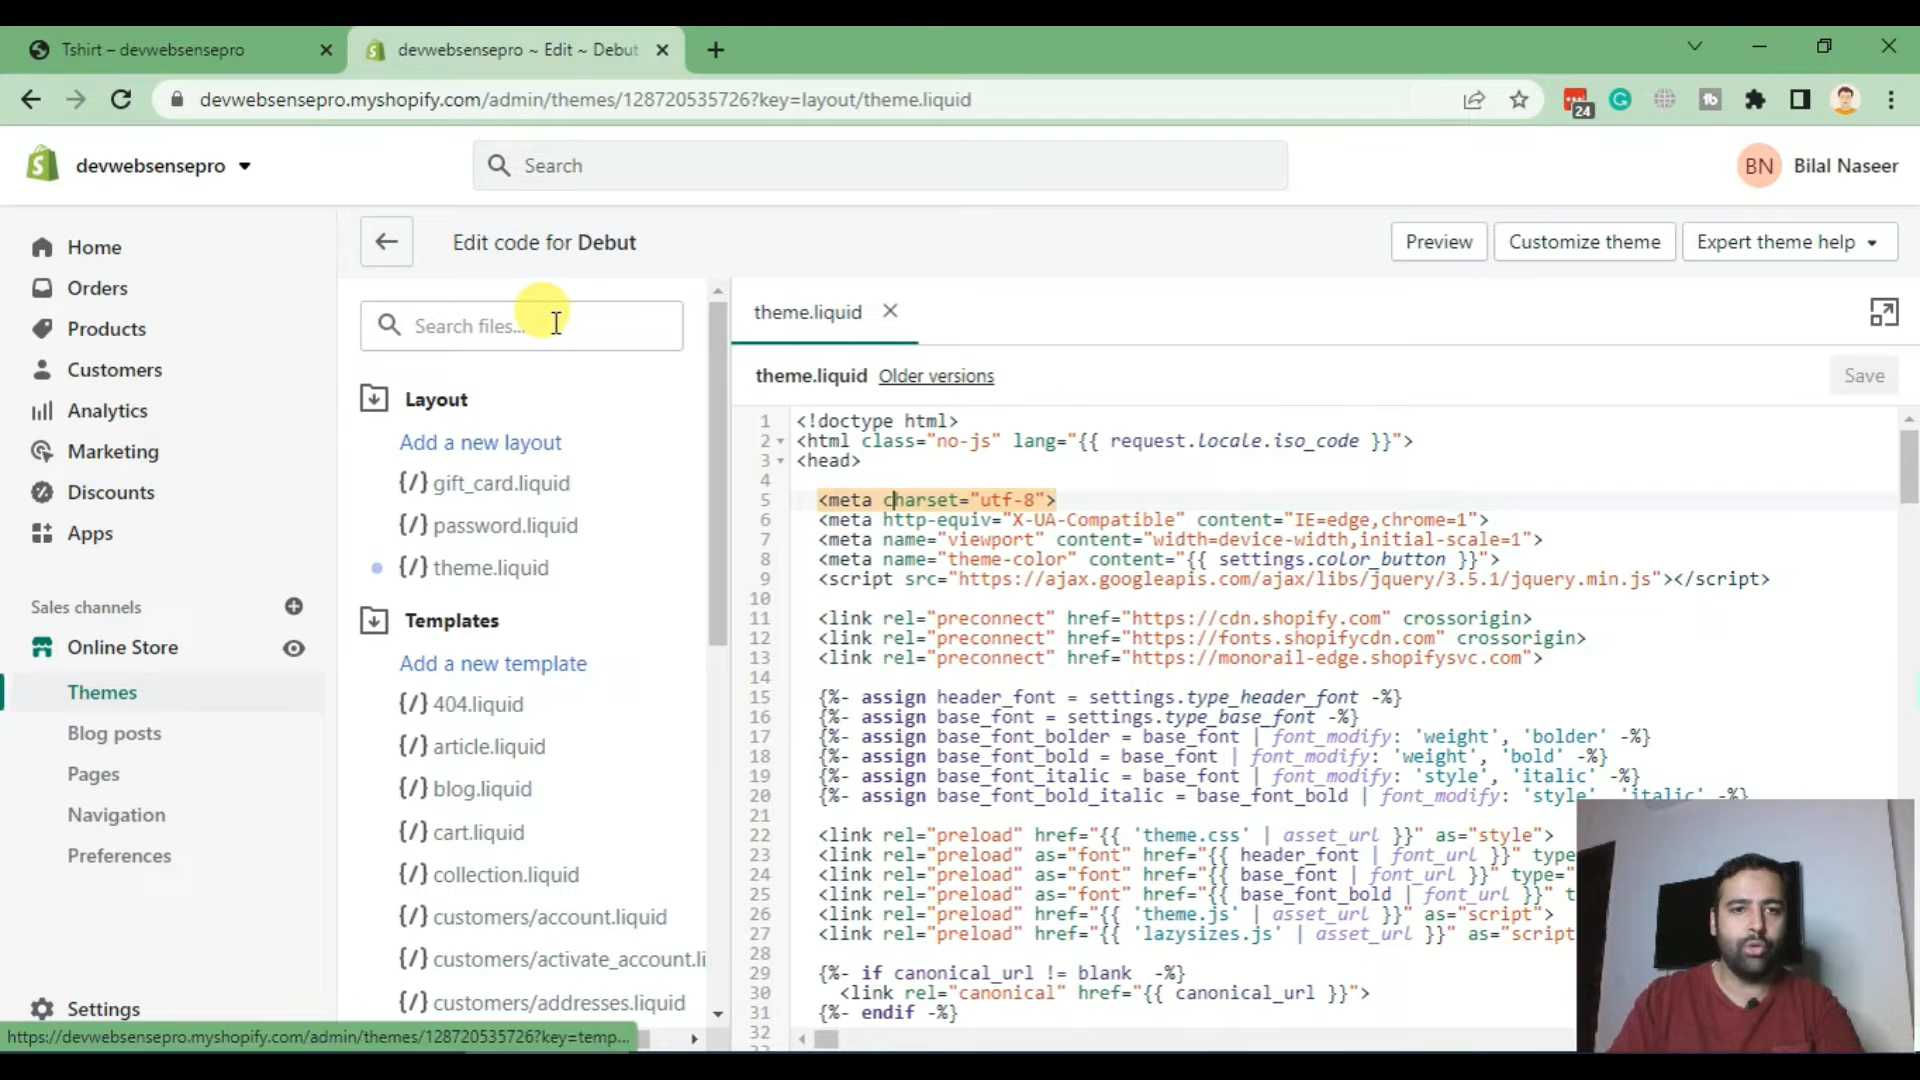 Tshirt – devwebsensepro
devwebsensepro ~ Edit ~ Debut
devwebsensepro.myshopify.com/admin/themes/128720535726?key=layout/theme.liquid
24
tb
devwebsensepro
Search
BN
Bilal Naseer
Home
Orders
Products
Customers
Analytics
Marketing
Discounts
Apps
Sales channels
Online Store
Themes
Blog posts
Pages
Navigation
Preferences
Settings
Edit code for Debut
Preview
Customize theme
Expert theme help
Search files...
Layout
Add a new layout
{/} gift_card.liquid
{/} password.liquid
{/} theme.liquid
Templates
Add a new template
{/} 404.liquid
{/} article.liquid
{/} blog.liquid
{/} cart.liquid
{/} collection.liquid
{/} customers/account.liquid
{/} customers/activate_account.li
{/} customers/addresses.liquid
theme.liquid
theme.liquid Older versions
Save
1 <!doctype html>
2 <html class="no-js" lang="{{ request.locale.iso_code }}">
3 <head>
4
5 <meta charset="utf-8">
6 <meta http-equiv="X-UA-Compatible" content="IE=edge,chrome=1">
7 <meta name="viewport" content="width=device-width,initial-scale=1">
8 <meta name="theme-color" content="{{ settings.color_button }}">
9 <script src="https://ajax.googleapis.com/ajax/libs/jquery/3.5.1/jquery.min.js"></script>
10
11 <link rel="preconnect" href="https://cdn.shopify.com" crossorigin>
12 <link rel="preconnect" href="https://fonts.shopifycdn.com" crossorigin>
13 <link rel="preconnect" href="https://monorail-edge.shopifysvc.com">
14
15 {%- assign header_font = settings.type_header_font -%}
16 {%- assign base_font = settings.type_base_font -%}
17 {%- assign base_font_bolder = base_font | font_modify: 'weight', 'bolder' -%}
18 {%- assign base_font_bold = base_font | font_modify: 'weight', 'bold' -%}
19 {%- assign base_font_italic = base_font | font_modify: 'style', 'italic' -%}
20 {%- assign base_font_bold_italic = base_font_bold | font_modify: 'style', 'italic' -%}
21
22 <link rel="preload" href="{{ 'theme.css' | asset_url }}" as="style">
23 <link rel="preload" as="font" href="{{ header_font | font_url }}" type
24 <link rel="preload" as="font" href="{{ base_font | font_url }}" type="
25 <link rel="preload" as="font" href="{{ base_font_bold | font_url }}" t
26 <link rel="preload" href="{{ 'theme.js' | asset_url }}" as="script">
27 <link rel="preload" href="{{ 'lazysizes.js' | asset_url }}" as="script
28
29 {%- if canonical_url != blank -%}
30 <link rel="canonical" href="{{ canonical_url }}">
31 {%- endif -%}
32
https://devwebsensepro.myshopify.com/admin/themes/128720535726?key=temp...